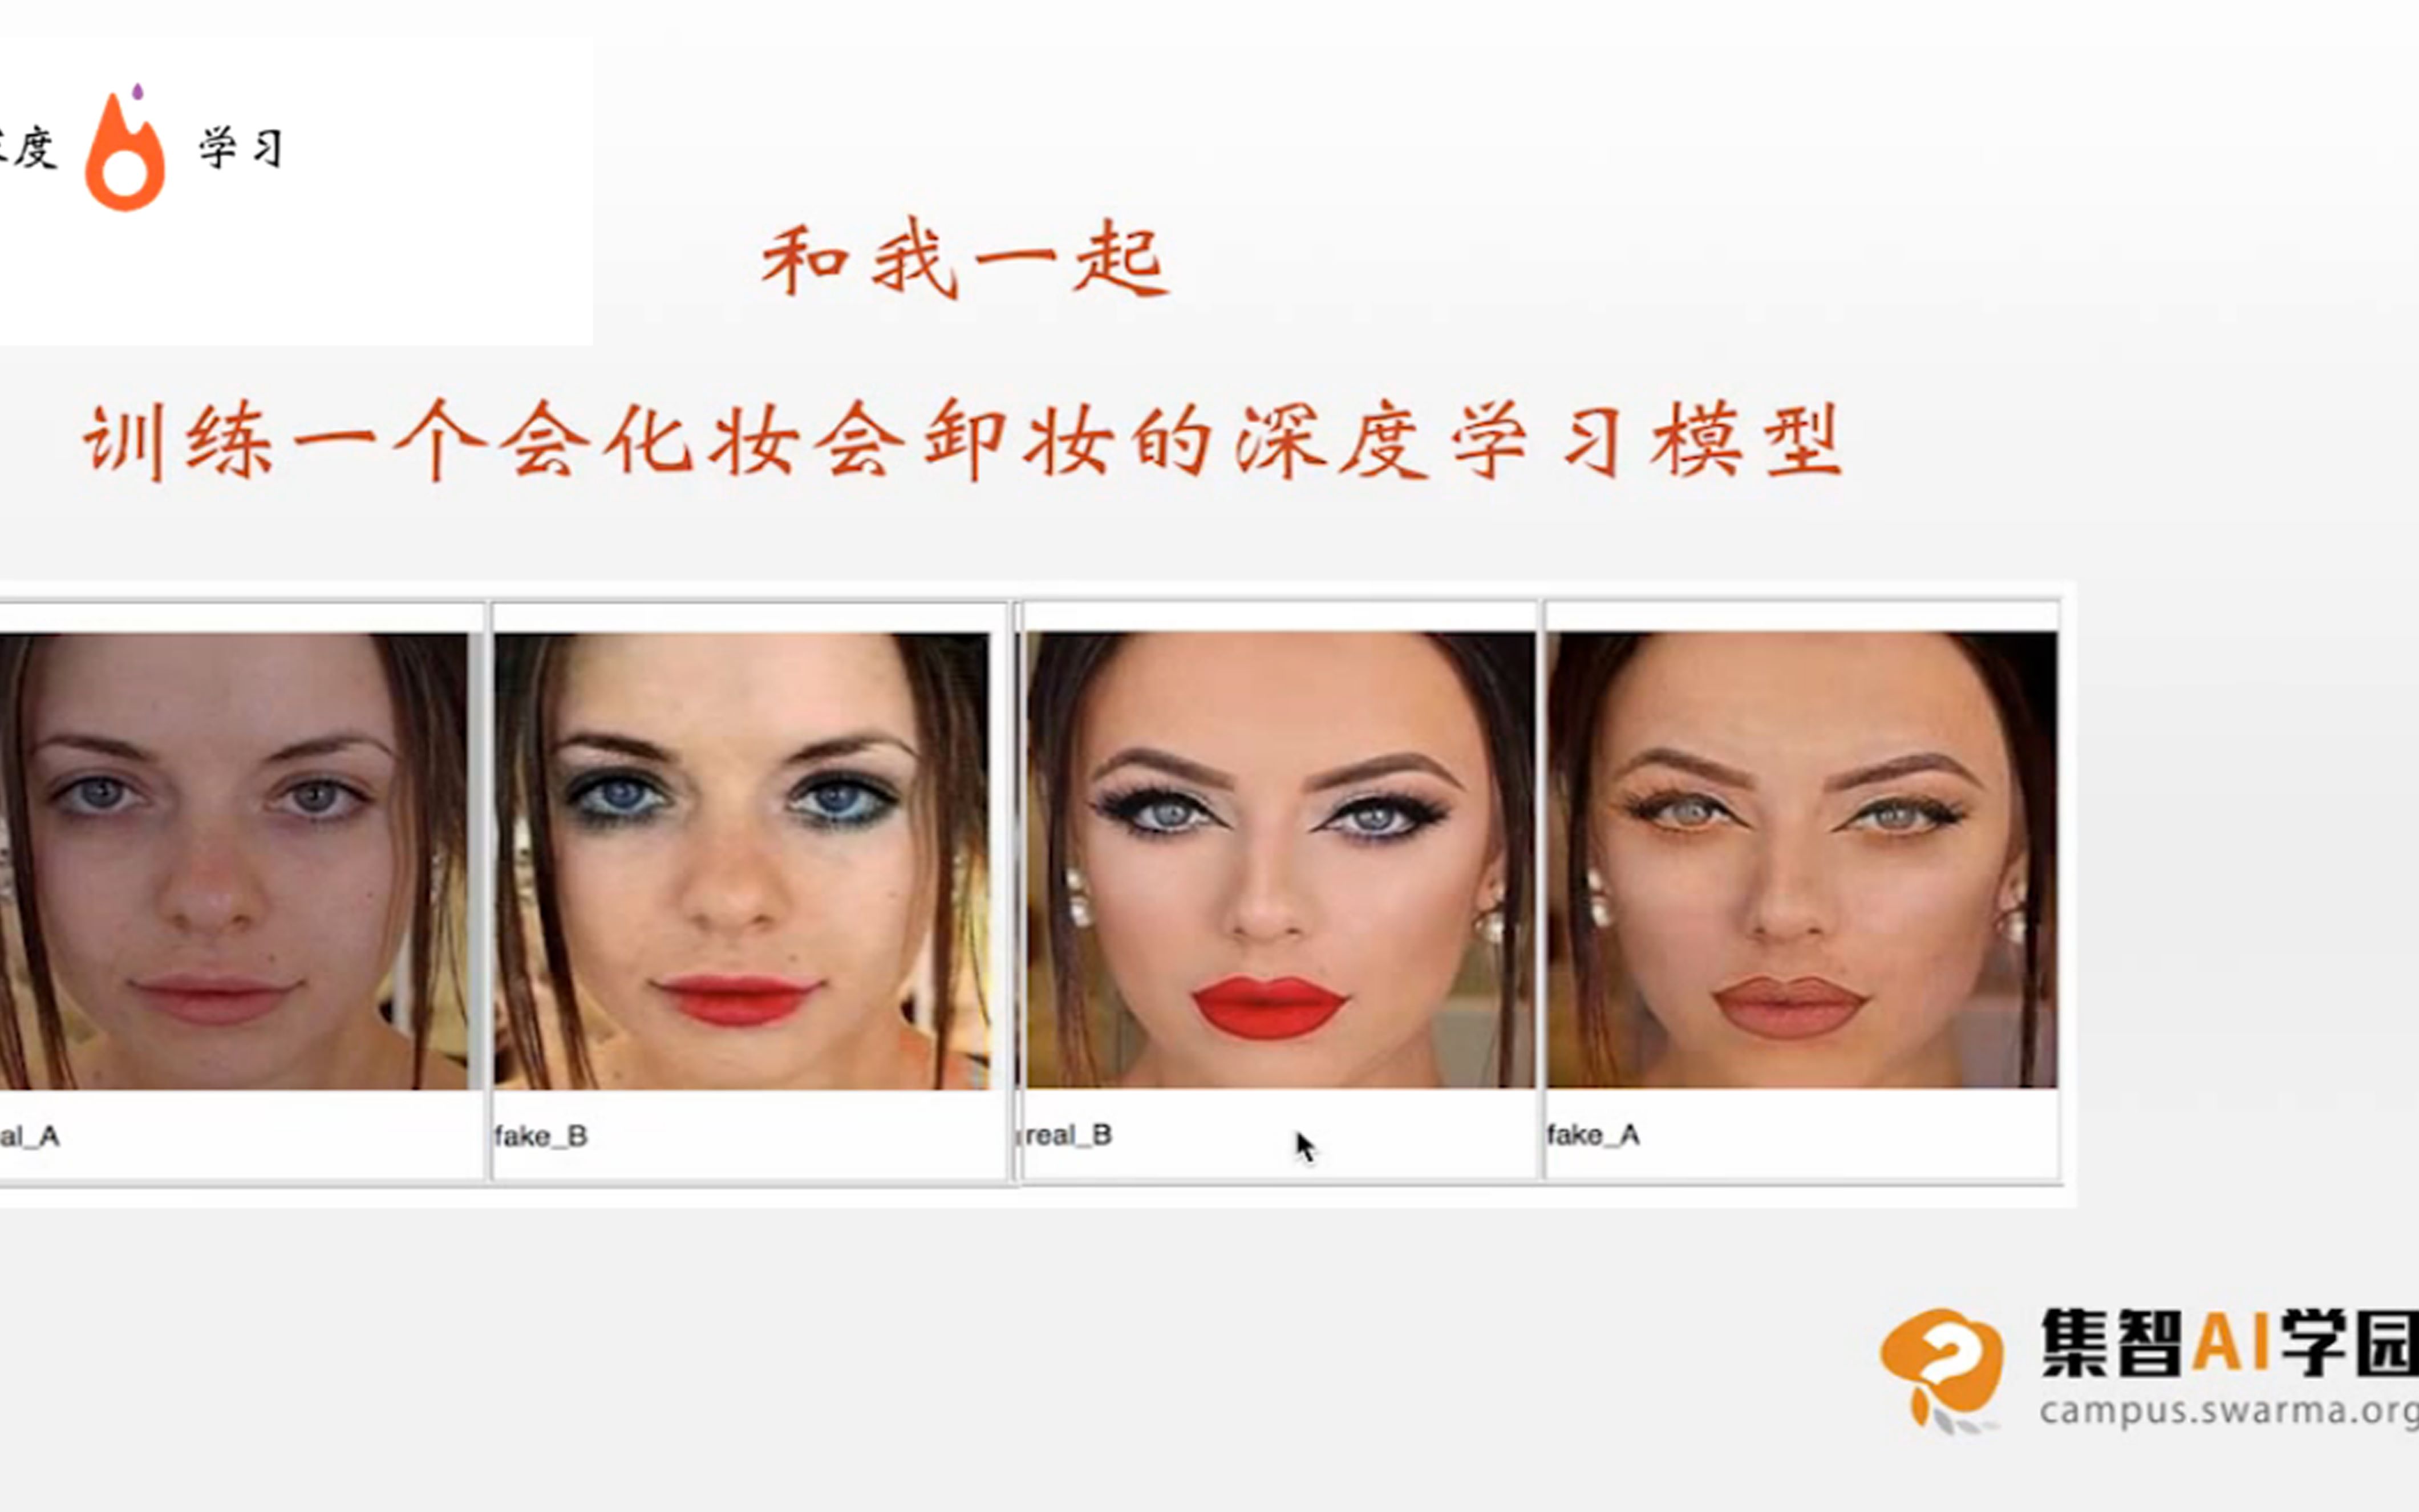 度 学习
和我一起
训练一个会化妆会卸妆的深度学习模型
al_A
fake_B
real_B
fake_A
集智AI学园
campus.swarma.org